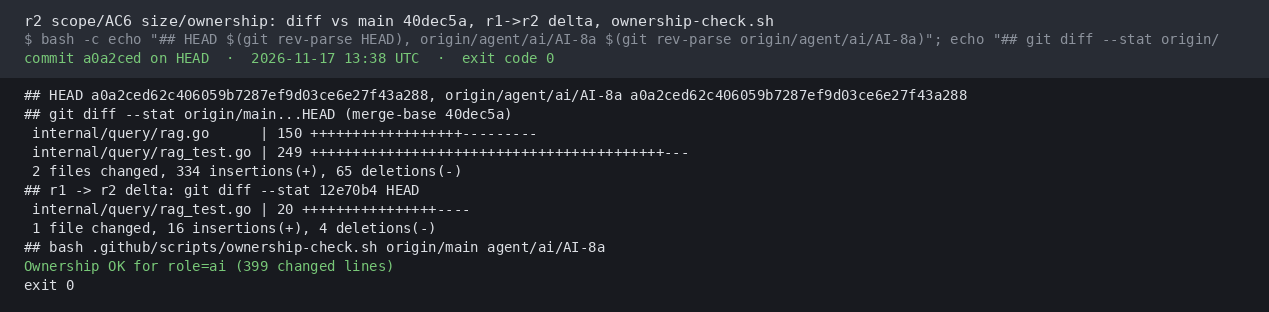 r2 scope/AC6 size/ownership: diff vs main 40dec5a, r1->r2 delta, ownership-check.sh
$ bash -c echo "## HEAD $(git rev-parse HEAD), origin/agent/ai/AI-8a $(git rev-parse origin/agent/ai/AI-8a)"; echo "## git diff --stat origin/
commit a0a2ced on HEAD  ·  2026-11-17 13:38 UTC  ·  exit code 0
## HEAD a0a2ced62c406059b7287ef9d03ce6e27f43a288, origin/agent/ai/AI-8a a0a2ced62c406059b7287ef9d03ce6e27f43a288
## git diff --stat origin/main...HEAD (merge-base 40dec5a)
 internal/query/rag.go      | 150 ++++++++++++++++++---------
 internal/query/rag_test.go | 249 ++++++++++++++++++++++++++++++++++++++++++---
 2 files changed, 334 insertions(+), 65 deletions(-)
## r1 -> r2 delta: git diff --stat 12e70b4 HEAD
 internal/query/rag_test.go | 20 ++++++++++++++++----
 1 file changed, 16 insertions(+), 4 deletions(-)
## bash .github/scripts/ownership-check.sh origin/main agent/ai/AI-8a
Ownership OK for role=ai (399 changed lines)
exit 0